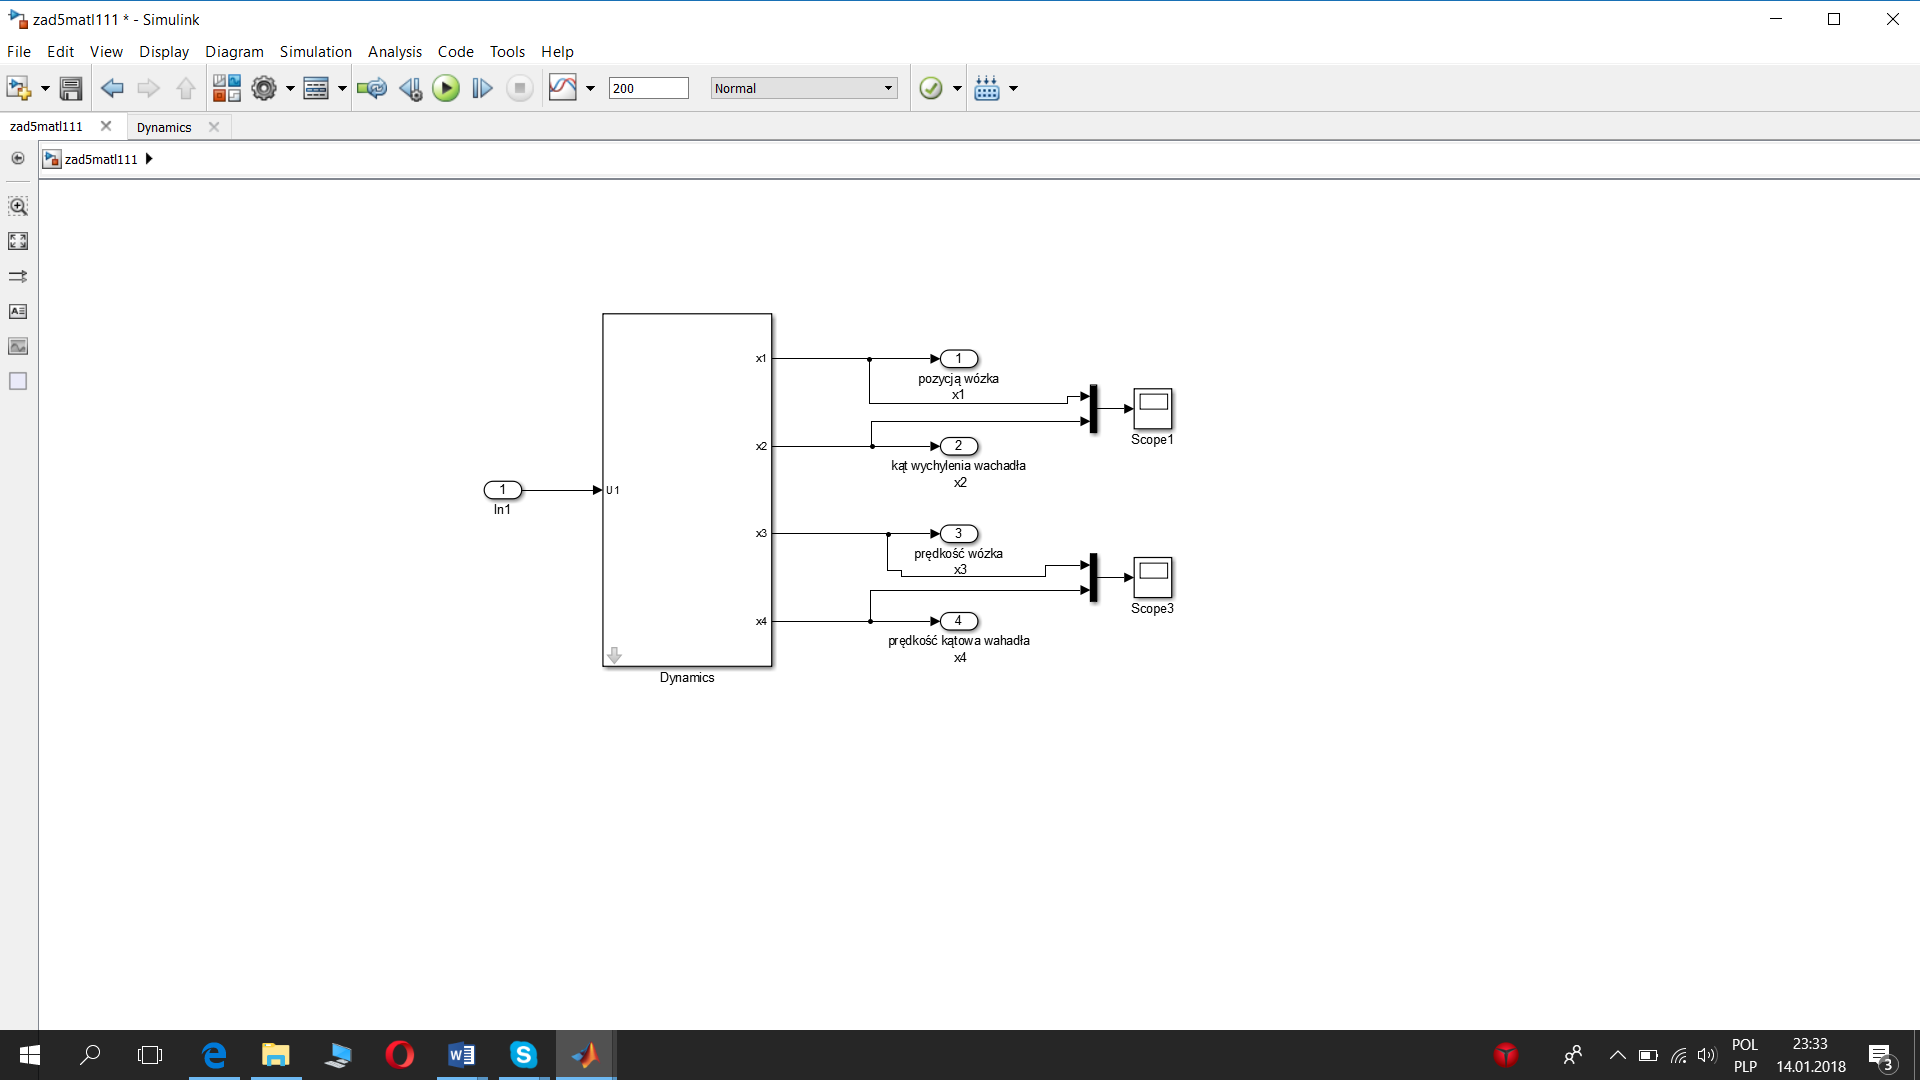 zad5matl111 * - Simulink
File Edit View Display Diagram Simulation Analysis Code Tools Help
200 Normal
zad5matl111 Dynamics
zad5matl111
x1
1
pozycją wózka
x1
Scope1
x2
2
kąt wychylenia wachadła
x2
1
U1
In1
x3
3
prędkość wózka
x3
Scope3
x4
4
prędkość kątowa wahadła
x4
Dynamics
POL
PLP
23:33
14.01.2018
3